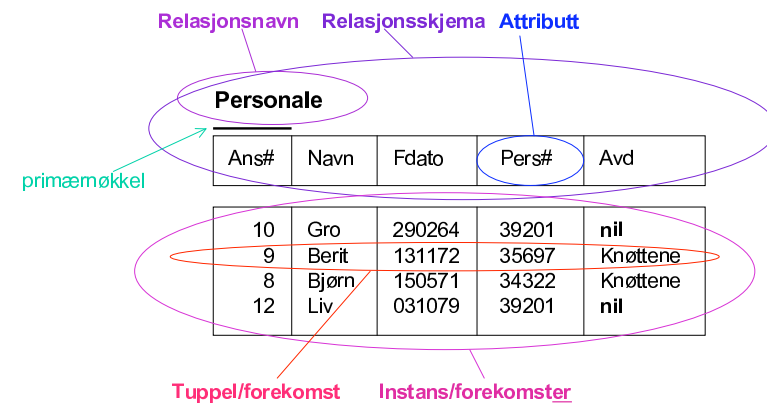 Relasjonsnavn Relasjonsskjema Attributt
Personale
Ans# Navn Fdato Pers# Avd
primærnøkkel
10 Gro 290264 39201 nil
9 Berit 131172 35697 Knøttene
8 Bjørn 150571 34322 Knøttene
12 Liv 031079 39201 nil
Tuppel/forekomst Instans/forekomster